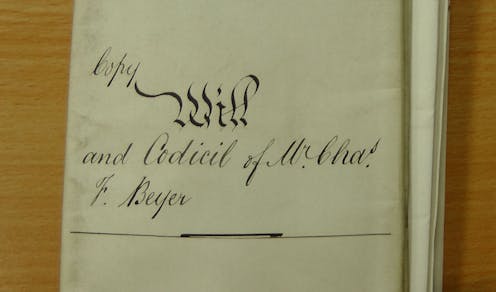 Copy
Will
and Codicil of Mr. Chas.
F. Beyer